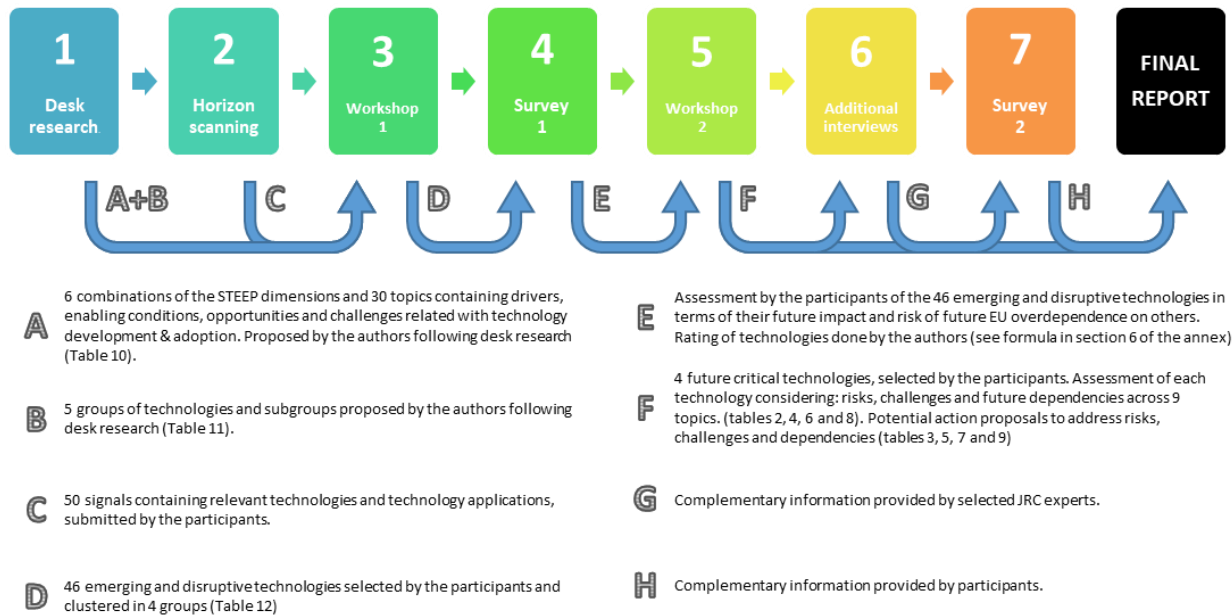 1
Desk
research.
2
Horizon
scanning
3
Workshop
1
4
Survey
1
5
Workshop
2
6
Additional
interviews
7
Survey
2
FINAL
REPORT
A+B
C
D
E
F
G
H
A
6 combinations of the STEEP dimensions and 30 topics containing drivers,
enabling conditions, opportunities and challenges related with technology
development & adoption. Proposed by the authors following desk research
(Table 10).
B
5 groups of technologies and subgroups proposed by the authors following
desk research (Table 11).
C
50 signals containing relevant technologies and technology applications,
submitted by the participants.
D
46 emerging and disruptive technologies selected by the participants and
clustered in 4 groups (Table 12)
E
Assessment by the participants of the 46 emerging and disruptive technologies in
terms of their future impact and risk of future EU overdependence on others.
Rating of technologies done by the authors (see formula in section 6 of the annex)
F
4 future critical technologies, selected by the participants. Assessment of each
technology considering: risks, challenges and future dependencies across 9
topics. (tables 2, 4, 6 and 8). Potential action proposals to address risks,
challenges and dependencies (tables 3, 5, 7 and 9)
G
Complementary information provided by selected JRC experts.
H
Complementary information provided by participants.